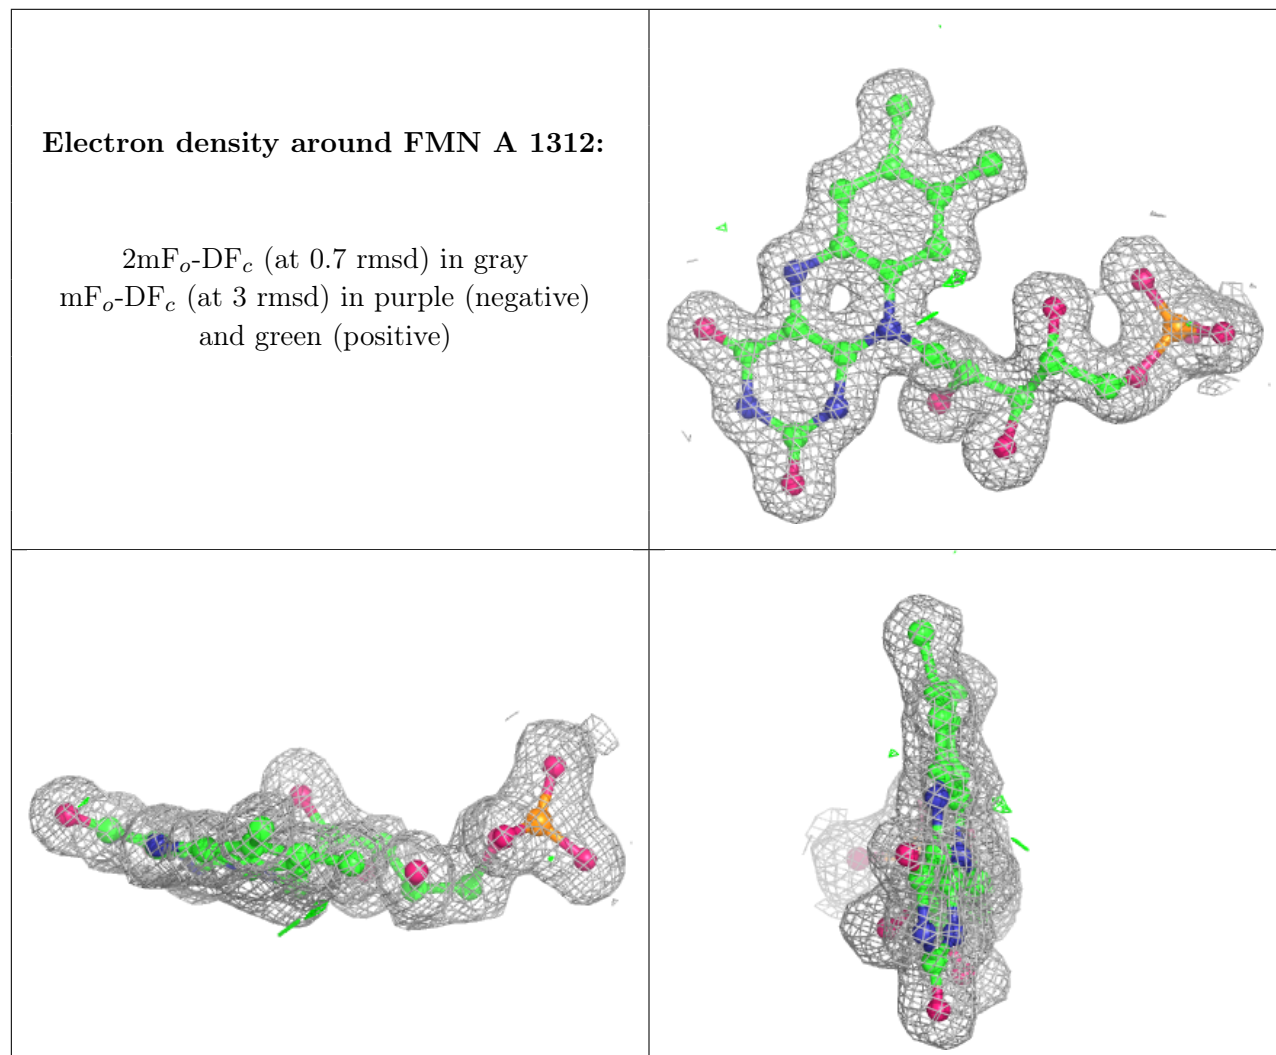 Electron density around FMN A 1312:
2mFo-DFc (at 0.7 rmsd) in gray
mFo-DFc (at 3 rmsd) in purple (negative)
and green (positive)